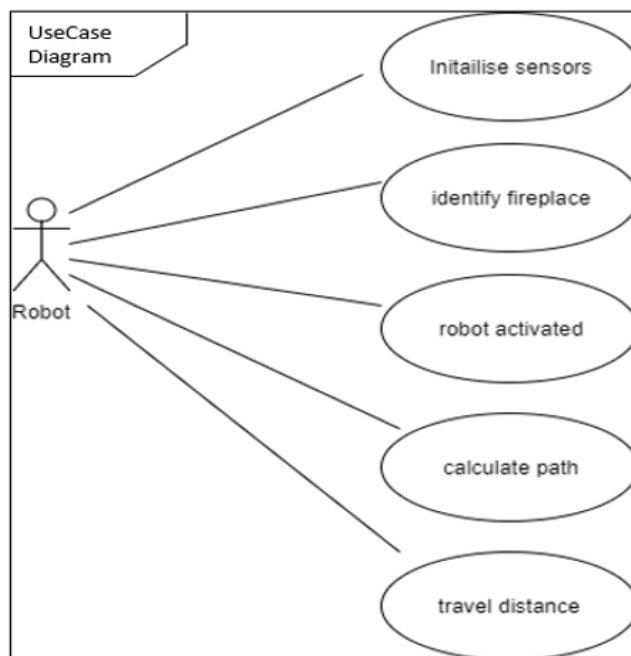 UseCase
Diagram
Initailise sensors
identify fireplace
Robot
robot activated
calculate path
travel distance